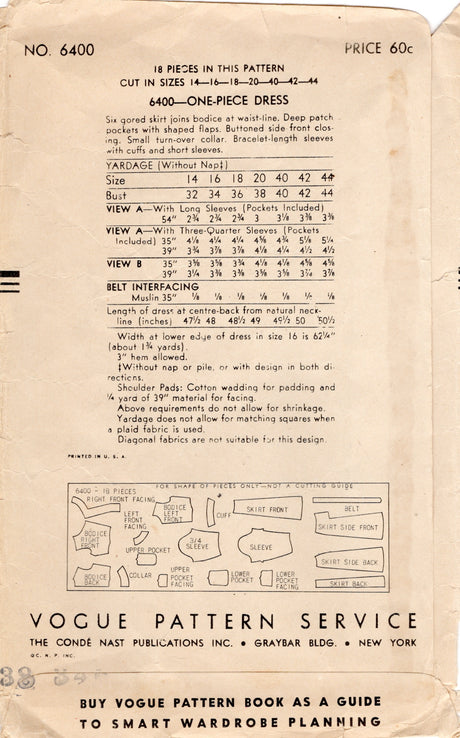 NO. 6400 PRICE 60c
18 PIECES IN THIS PATTERN
CUT IN SIZES 14—16—18—20—40—42—44
6400—ONE-PIECE DRESS
Six gored skirt joins bodice at waist-line. Deep patch
pockets with shaped flaps. Buttoned side front clos-
ing. Small turn-over collar. Bracelet-length sleeves
with cuffs and short sleeves.
YARDAGE (Without Nap‡)
Size 14 16 18 20 40 42 44
Bust 32 34 36 38 40 42 44
VIEW A—With Long Sleeves (Pockets Included)
54" 2¾ 2¾ 2¾ 3 3⅛ 3⅜ 3⅜
VIEW A—With Three-Quarter Sleeves (Pockets
Included) 35" 4⅛ 4¼ 4¼ 4⅝ 4¾ 5⅛ 5¼
39" 3¾ 3⅞ 3⅞ 4⅛ 4¼ 4½ 4½
VIEW B 35" 3⅝ 3⅝ 3¾ 4⅛ 4⅛ 4⅝ 4⅝
39" 3¼ 3⅜ 3⅜ 3⅝ 3⅝ 3⅞ 3⅞
BELT INTERFACING
Muslin 35" ⅛ ⅛ ⅛ ⅛ ⅛ ⅛ ⅛
Length of dress at centre-back from natural neck-
line (inches) 47½ 48 48½ 49 49½ 50 50½
Width at lower edge of dress in size 16 is 62¼"
(about 1¾ yards).
3" hem allowed.
‡Without nap or pile, or with design in both di-
rections.
Shoulder Pads: Cotton wadding for padding and
¼ yard of 39" material for facing.
Above requirements do not allow for shrinkage.
Yardage does not allow for matching squares when
a plaid fabric is used.
Diagonal fabrics are not suitable for this design.
PRINTED IN U. S. A.
FOR SHAPE OF PIECES ONLY—NOT A CUTTING GUIDE
6400 - 18 PIECES
RIGHT FRONT FACING
LEFT FRONT FACING
BODICE LEFT FRONT
CUFF
SKIRT FRONT
BELT
BODICE RIGHT FRONT
UPPER POCKET
3/4 SLEEVE
SLEEVE
SKIRT SIDE FRONT
SKIRT SIDE BACK
BODICE BACK
COLLAR
UPPER POCKET FACING
LOWER POCKET
LOWER POCKET FACING
SKIRT BACK
VOGUE PATTERN SERVICE
THE CONDÉ NAST PUBLICATIONS INC. • GRAYBAR BLDG. • NEW YORK
©C. N. P. INC.
BUY VOGUE PATTERN BOOK AS A GUIDE
TO SMART WARDROBE PLANNING